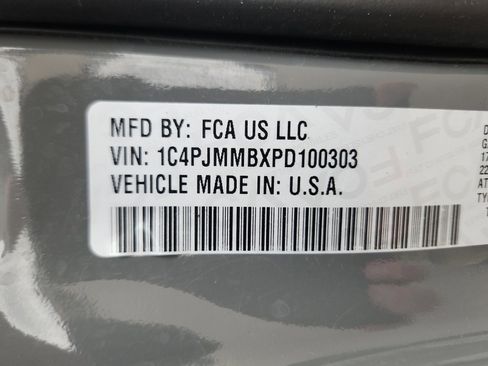 MFD BY: FCA US LLC
VIN: 1C4PJMMBXPD100303
VEHICLE MADE IN: U.S.A.